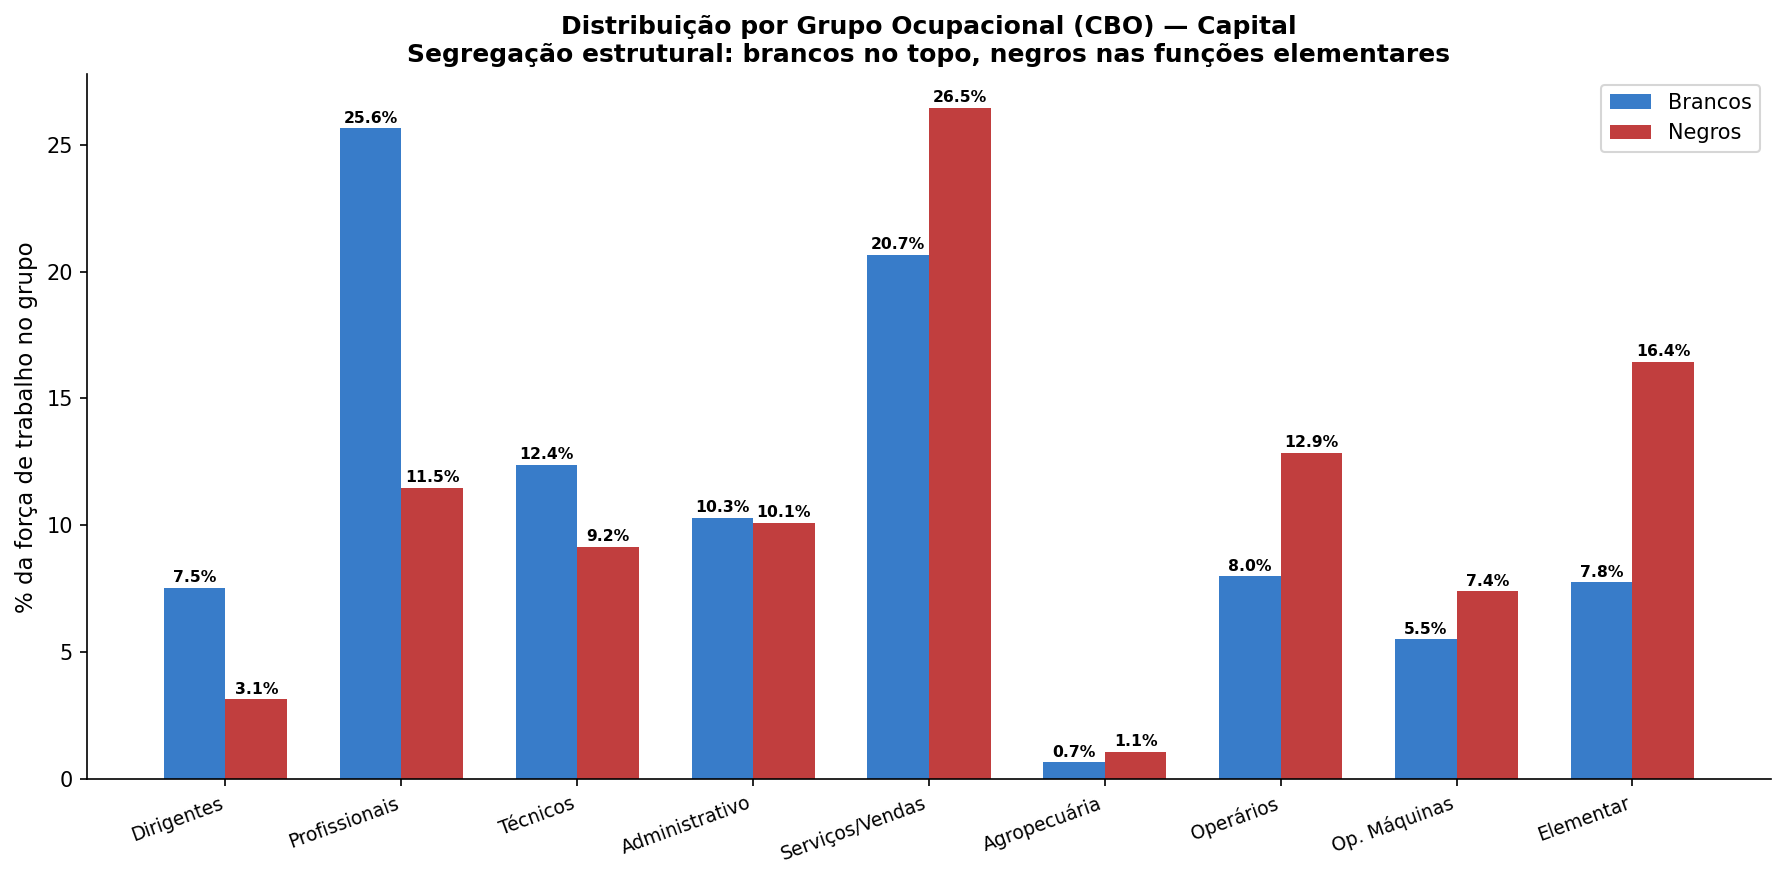 Distribuição por Grupo Ocupacional (CBO) — Capital
Segregação estrutural: brancos no topo, negros nas funções elementares
Brancos
Negros
% da força de trabalho no grupo
25
20
15
10
5
0
7.5%
3.1%
25.6%
11.5%
12.4%
9.2%
10.3%
10.1%
20.7%
26.5%
0.7%
1.1%
8.0%
12.9%
5.5%
7.4%
7.8%
16.4%
Dirigentes
Profissionais
Técnicos
Administrativo
Serviços/Vendas
Agropecuária
Operários
Op. Máquinas
Elementar